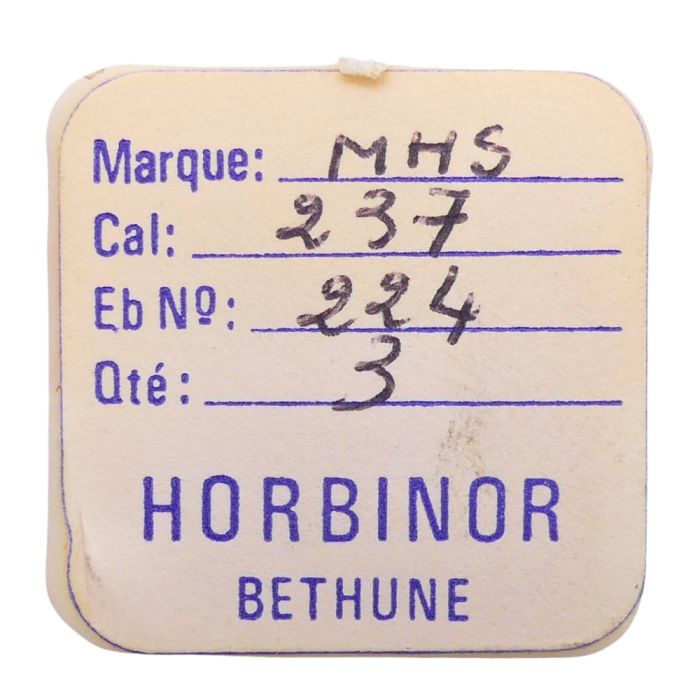 Marque: MHS
Cal: 237
Eb Nº: 224
Qté: 3
HORBINOR
BETHUNE